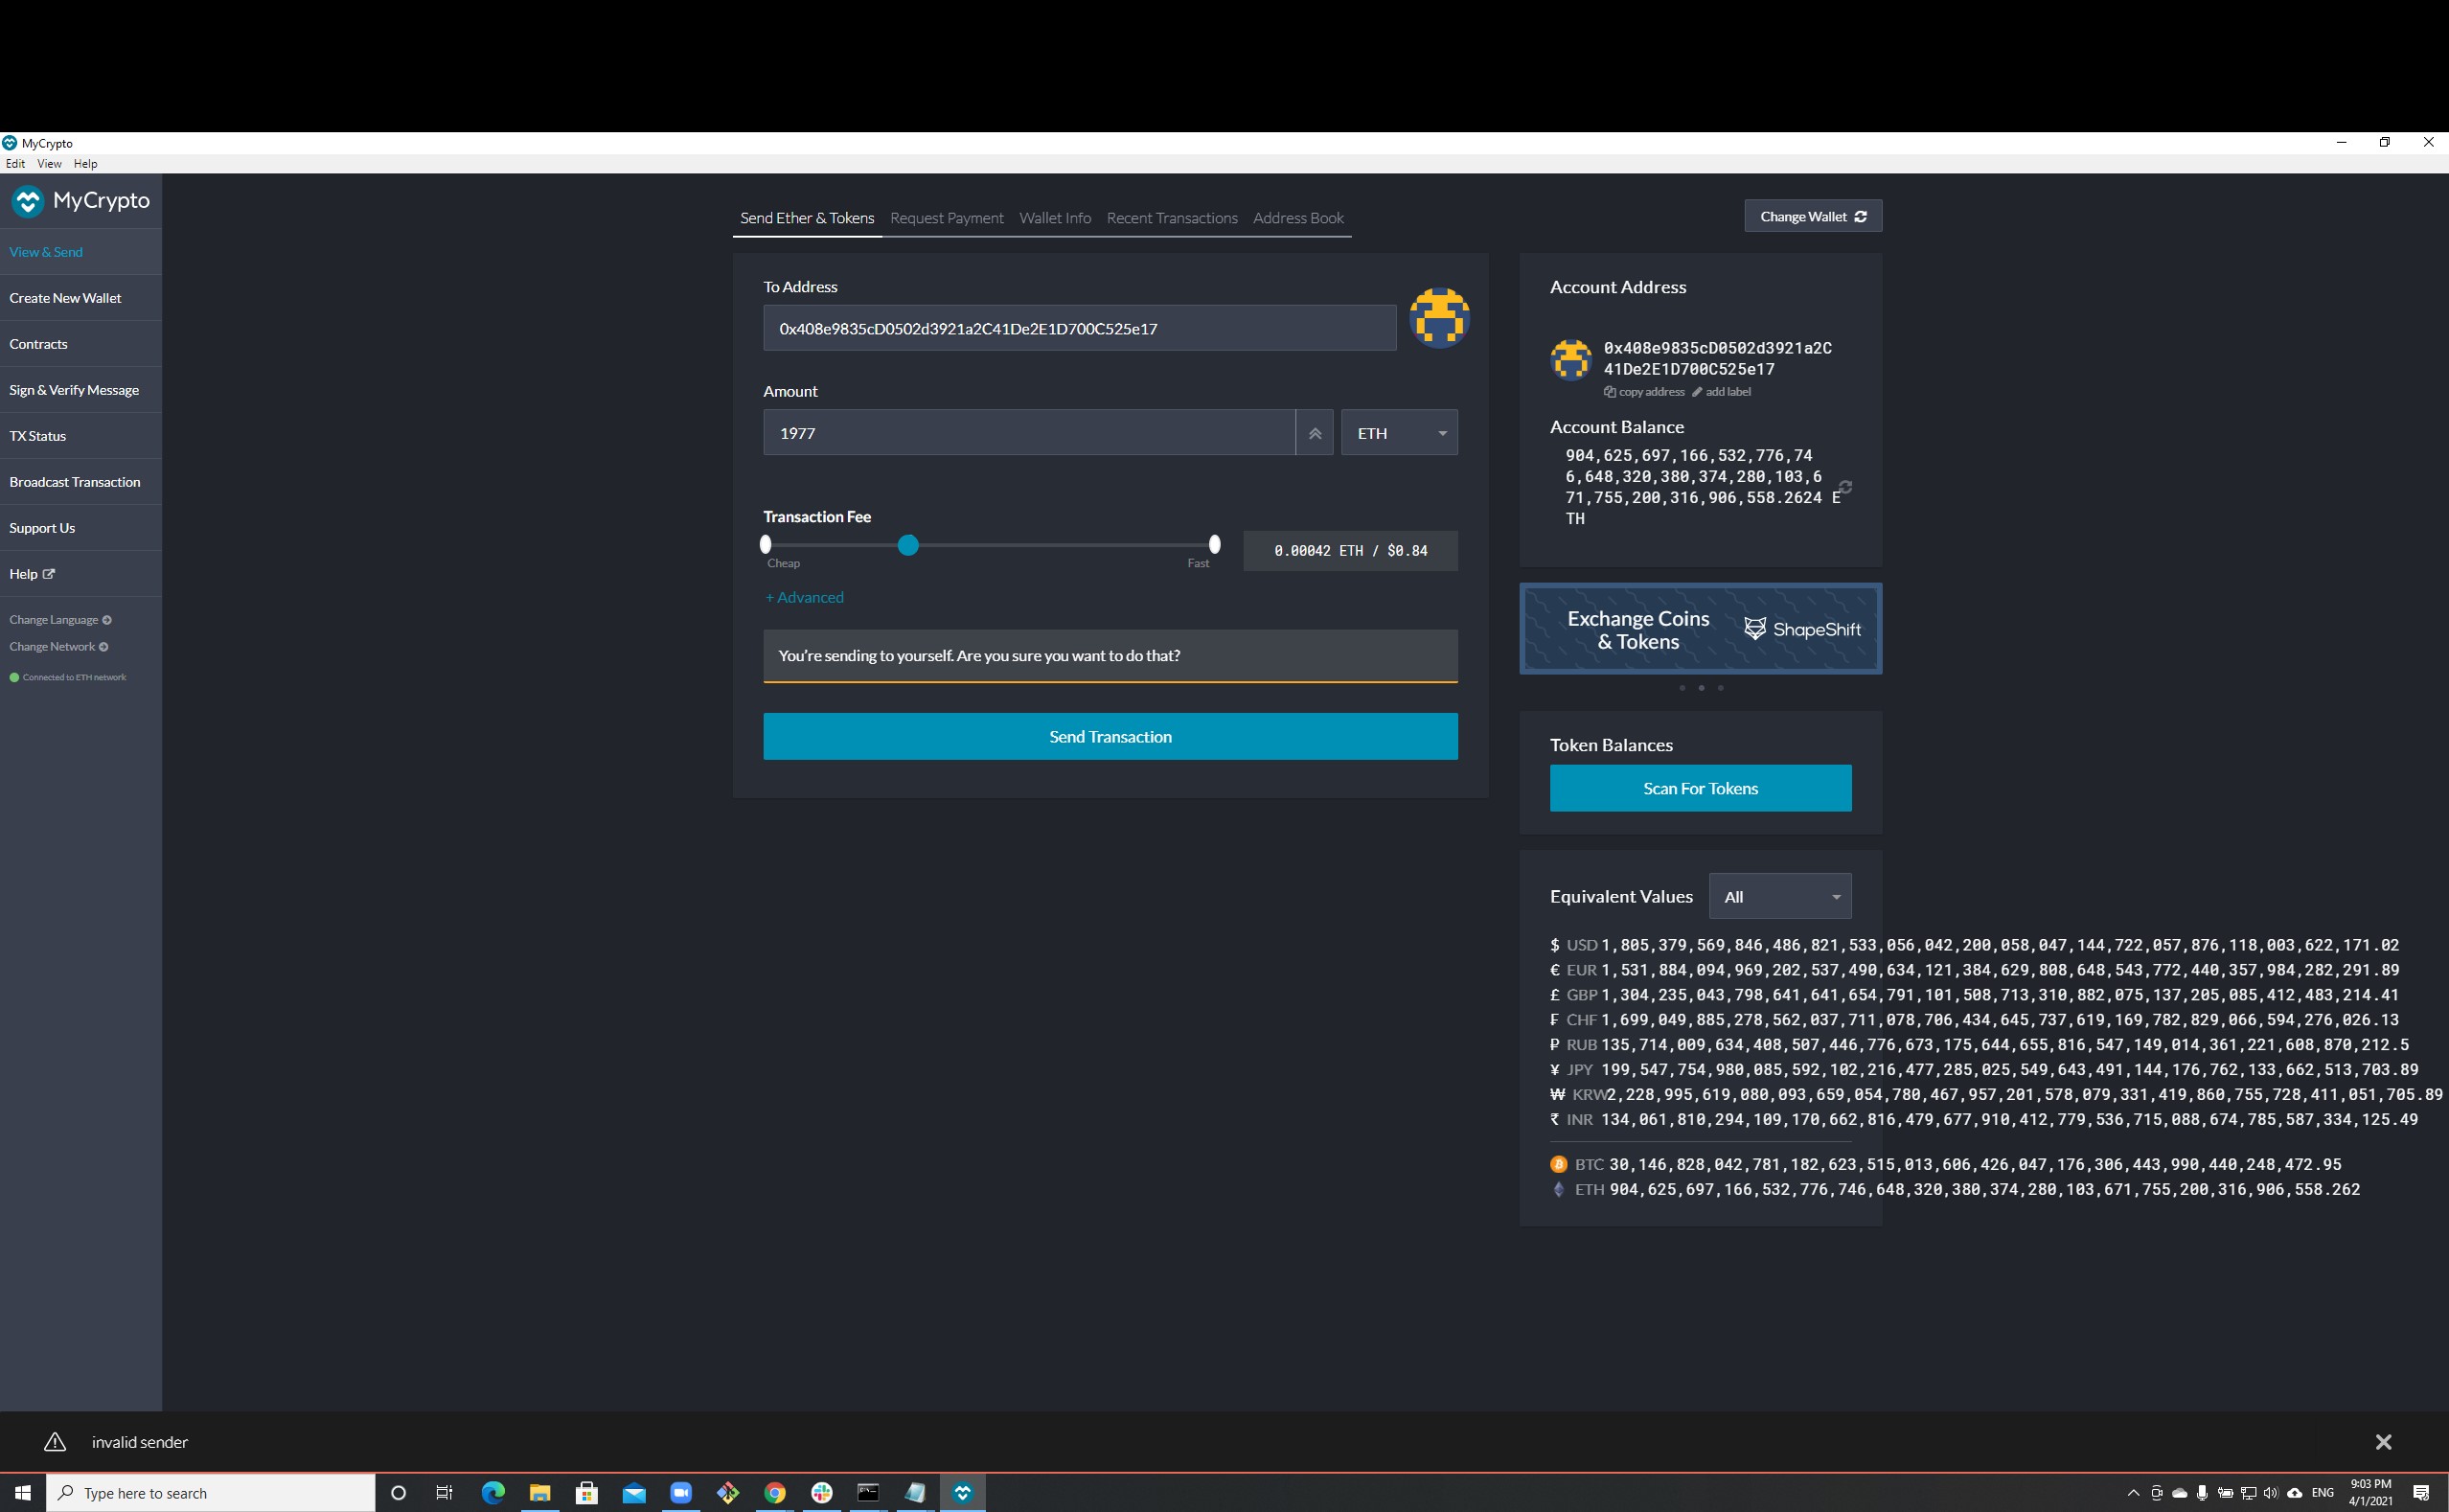 MyCrypto
Edit View Help
MyCrypto
View & Send
Create New Wallet
Contracts
Sign & Verify Message
TX Status
Broadcast Transaction
Support Us
Help
Change Language
Change Network
Connected to ETH network
Send Ether & Tokens Request Payment Wallet Info Recent Transactions Address Book
Change Wallet
To Address
0x408e9835cD0502d3921a2C41De2E1D700C525e17
Amount
1977
ETH
Transaction Fee
Cheap
Fast
0.00042 ETH / $0.84
+ Advanced
You're sending to yourself. Are you sure you want to do that?
Send Transaction
Account Address
0x408e9835cD0502d3921a2C
41De2E1D700C525e17
copy address add label
Account Balance
904,625,697,166,532,776,74
6,648,320,380,374,280,103,6
71,755,200,316,906,558.2624 E
TH
Exchange Coins
& Tokens
ShapeShift
Token Balances
Scan For Tokens
Equivalent Values
All
$ USD 1,805,379,569,846,486,821,533,056,042,200,058,047,144,722,057,876,118,003,622,171.02
€ EUR 1,531,884,094,969,202,537,490,634,121,384,629,808,648,543,772,440,357,984,282,291.89
£ GBP 1,304,235,043,798,641,641,654,791,101,508,713,310,882,075,137,205,085,412,483,214.41
₣ CHF 1,699,049,885,278,562,037,711,078,706,434,645,737,619,169,782,829,066,594,276,026.13
₽ RUB 135,714,009,634,408,507,446,776,673,175,644,655,816,547,149,014,361,221,608,870,212.5
¥ JPY 199,547,754,980,085,592,102,216,477,285,025,549,643,491,144,176,762,133,662,513,703.89
₩ KRW 2,228,995,619,080,093,659,054,780,467,957,201,578,079,331,419,860,755,728,411,051,705.89
₹ INR 134,061,810,294,109,170,662,816,479,677,910,412,779,536,715,088,674,785,587,334,125.49
BTC 30,146,828,042,781,182,623,515,013,606,426,047,176,306,443,990,440,248,472.95
ETH 904,625,697,166,532,776,746,648,320,380,374,280,103,671,755,200,316,906,558.262
invalid sender
Type here to search
ENG
9:03 PM
4/1/2021